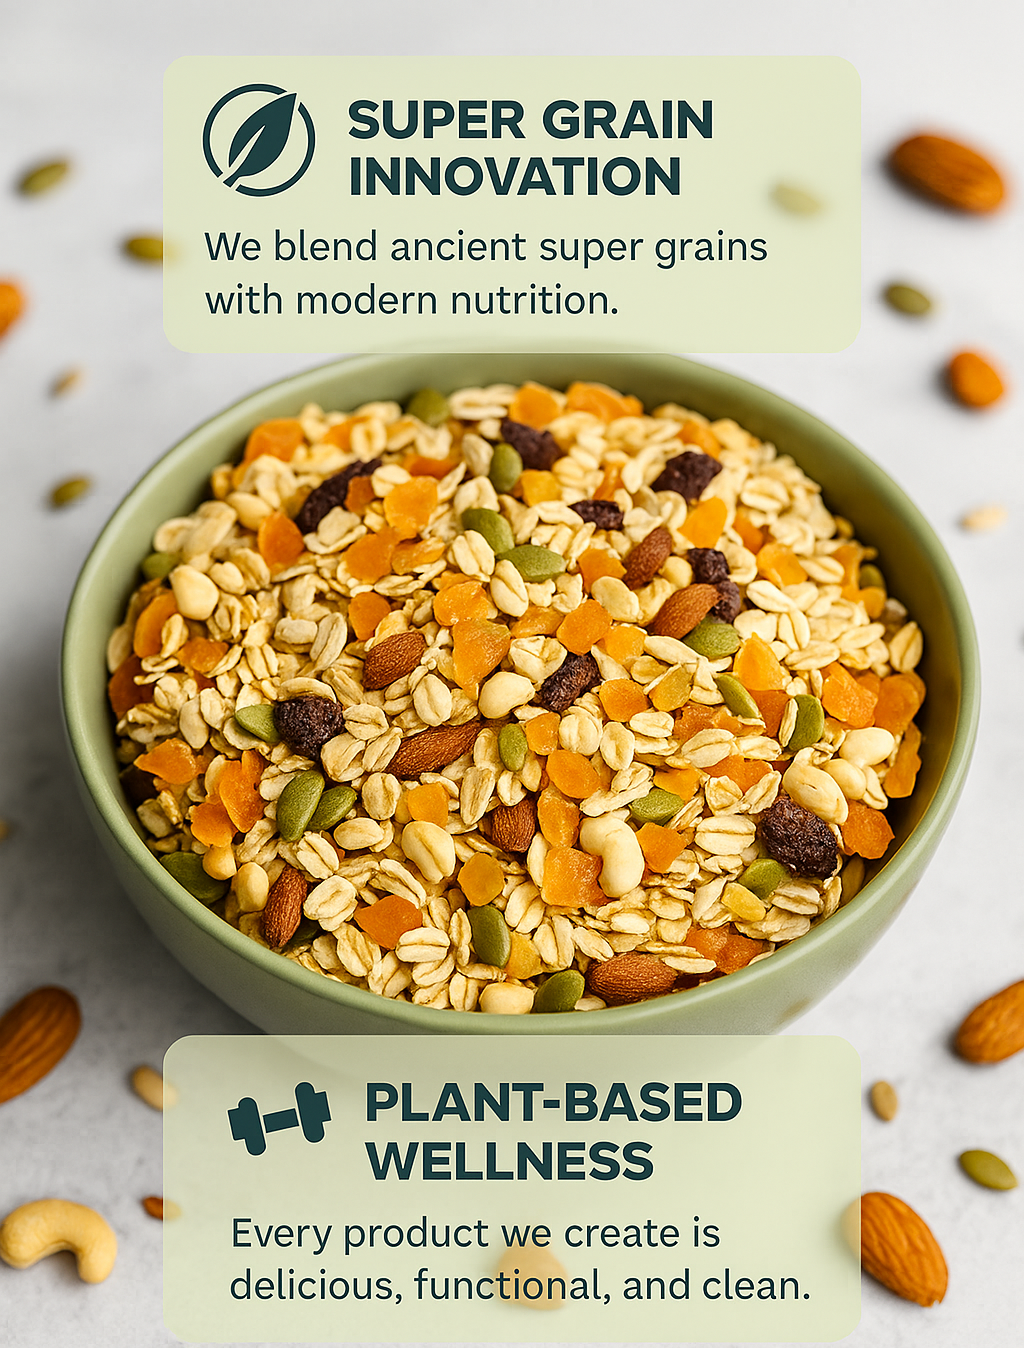 SUPER GRAIN
INNOVATION
We blend ancient super grains
with modern nutrition.
PLANT-BASED
WELLNESS
Every product we create is
delicious, functional, and clean.